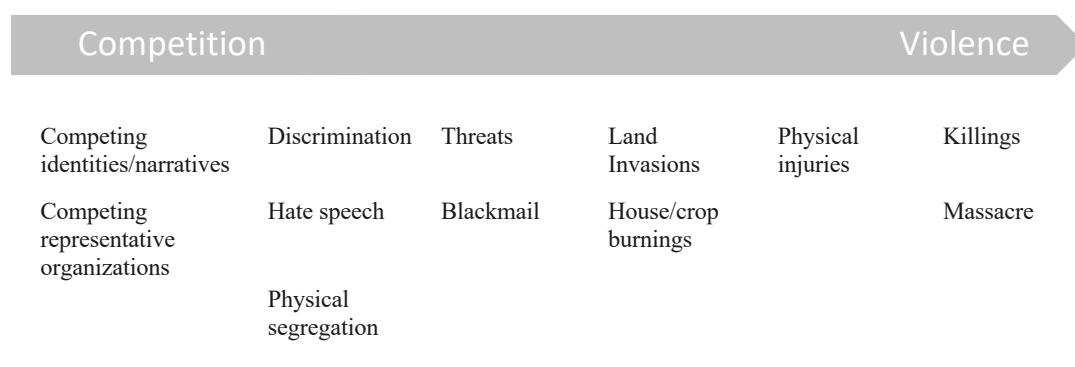 Competition Violence
Competing identities/narratives
Discrimination
Threats
Land Invasions
Physical injuries
Killings
Competing representative organizations
Hate speech
Blackmail
House/crop burnings
Massacre
Physical segregation